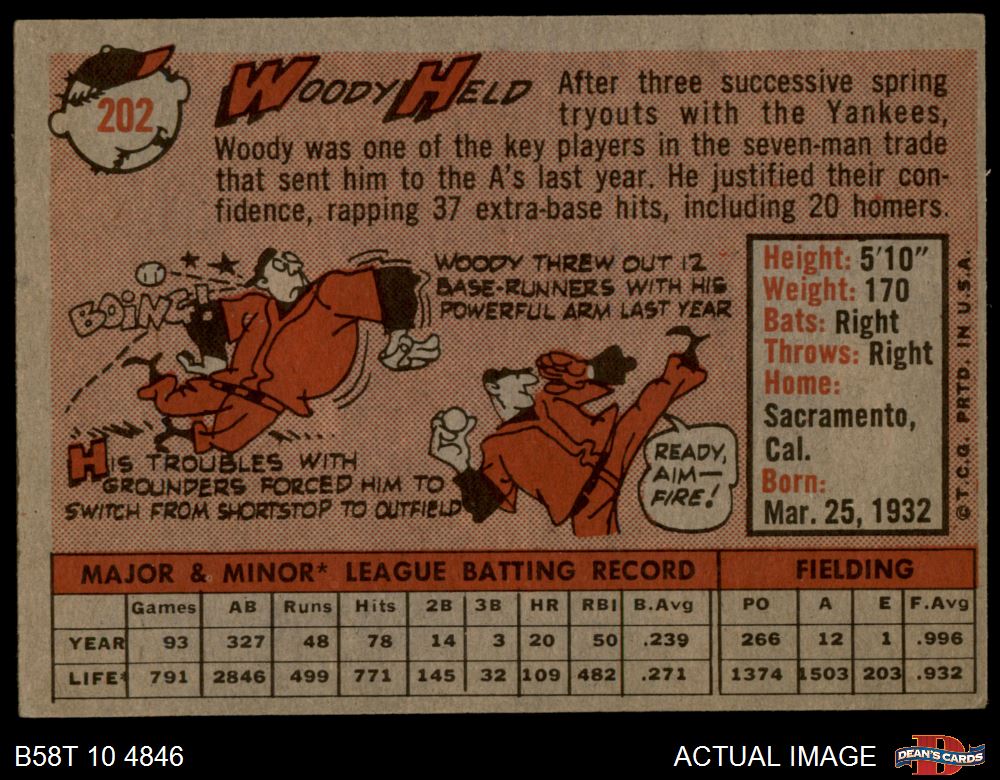 202
WOODY HELD
After three successive spring
tryouts with the Yankees,
Woody was one of the key players in the seven-man trade
that sent him to the A's last year. He justified their con-
fidence, rapping 37 extra-base hits, including 20 homers.
BOING!
WOODY THREW OUT 12
BASE-RUNNERS WITH HIS
POWERFUL ARM LAST YEAR
HIS TROUBLES WITH
GROUNDERS FORCED HIM TO
SWITCH FROM SHORTSTOP TO OUTFIELD
READY,
AIM—
FIRE!
Height: 5'10"
Weight: 170
Bats: Right
Throws: Right
Home:
Sacramento,
Cal.
Born:
Mar. 25, 1932
© T.C.G. PRTD. IN U.S.A.
MAJOR & MINOR* LEAGUE BATTING RECORD FIELDING
Games AB Runs Hits 2B 3B HR RBI B.Avg PO A E F.Avg
YEAR 93 327 48 78 14 3 20 50 .239 266 12 1 .996
LIFE* 791 2846 499 771 145 32 109 482 .271 1374 1503 203 .932
B58T 10 4846
ACTUAL IMAGE
D
DEAN'S CARDS